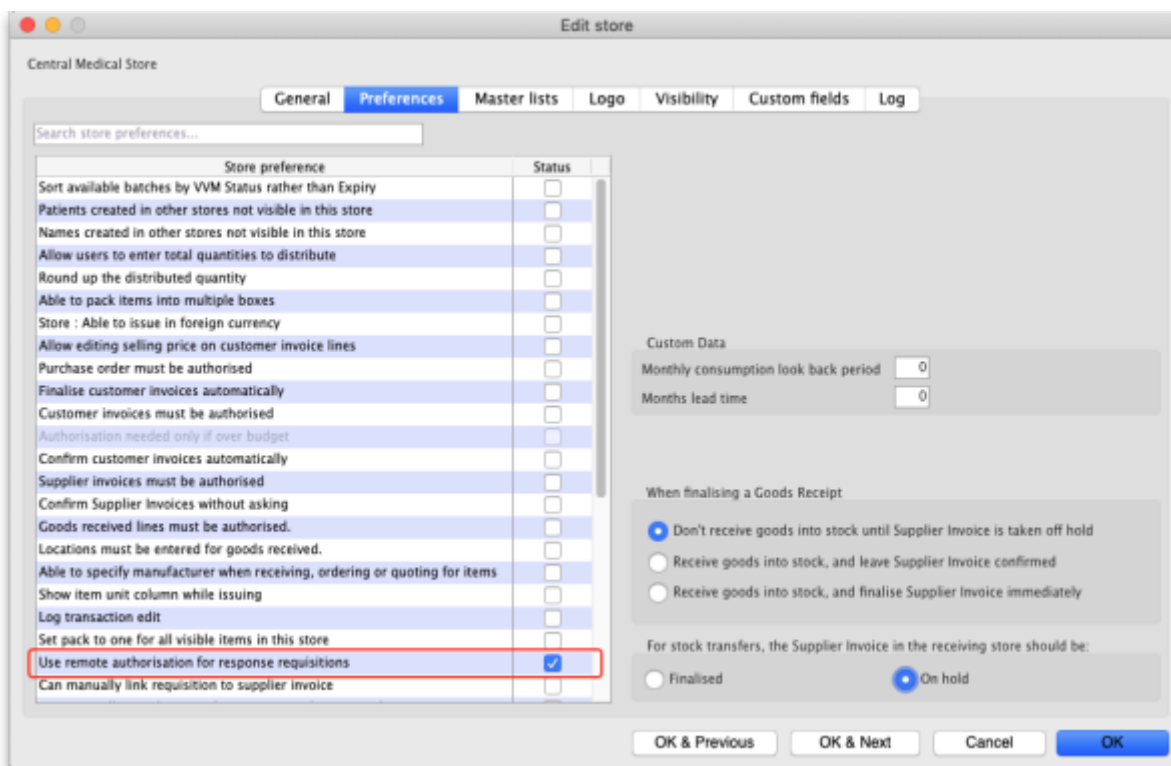 Edit store
Central Medical Store
General Preferences Master lists Logo Visibility Custom fields Log
Search store preferences...
Store preference Status
Sort available batches by VVM Status rather than Expiry
Patients created in other stores not visible in this store
Names created in other stores not visible in this store
Allow users to enter total quantities to distribute
Round up the distributed quantity
Able to pack items into multiple boxes
Store : Able to issue in foreign currency
Allow editing selling price on customer invoice lines
Purchase order must be authorised
Finalise customer invoices automatically
Customer invoices must be authorised
Authorisation needed only if over budget
Confirm customer invoices automatically
Supplier invoices must be authorised
Confirm Supplier Invoices without asking
Goods received lines must be authorised.
Locations must be entered for goods received.
Able to specify manufacturer when receiving, ordering or quoting for items
Show item unit column while issuing
Log transaction edit
Set pack to one for all visible items in this store
Use remote authorisation for response requisitions
Can manually link requisition to supplier invoice
Custom Data
Monthly consumption look back period 0
Months lead time 0
When finalising a Goods Receipt
Don't receive goods into stock until Supplier Invoice is taken off hold
Receive goods into stock, and leave Supplier Invoice confirmed
Receive goods into stock, and finalise Supplier Invoice immediately
For stock transfers, the Supplier Invoice in the receiving store should be:
Finalised On hold
OK & Previous OK & Next Cancel OK